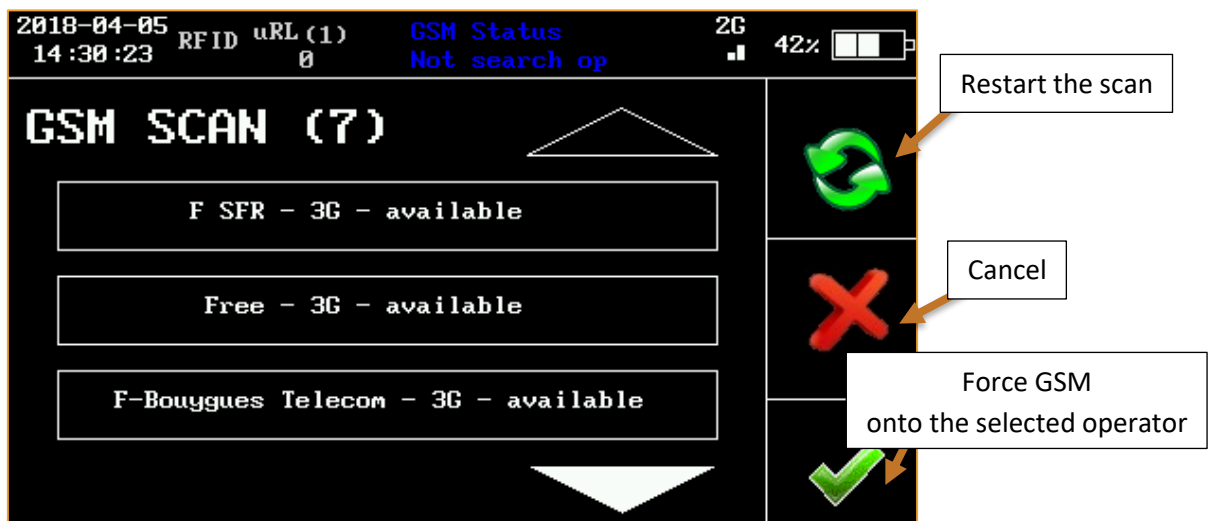 2018-04-05
14:30:23
RFID
uRL (1)
0
GSM Status
Not search op
2G
42%
GSM SCAN (7)
F SFR - 3G - available
Free - 3G - available
F-Bouygues Telecom - 3G - available
Restart the scan
Cancel
Force GSM
onto the selected operator